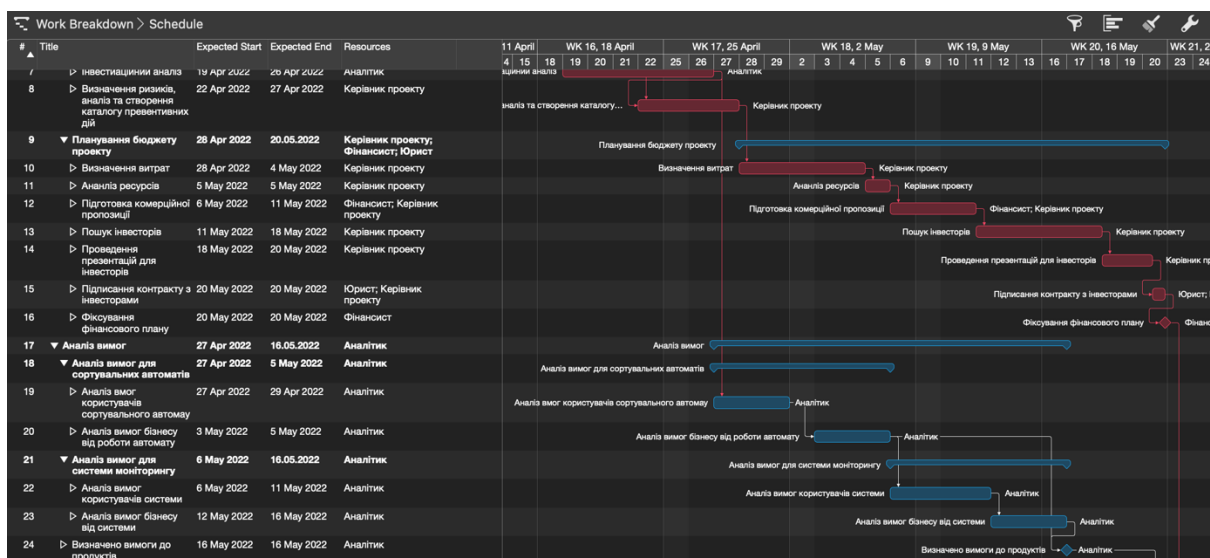 Work Breakdown > Schedule
# Title Expected Start Expected End Resources
11 April WK 16, 18 April WK 17, 25 April WK 18, 2 May WK 19, 9 May WK 20, 16 May WK 21, 2
4 15 18 19 20 21 22 25 26 27 28 29 2 3 4 5 6 9 10 11 12 13 16 17 18 19 20 23 24
7 Інвестиаційний аналіз 19 Apr 2022 26 Apr 2022 Аналітик
аційний аналіз Аналітик
8 Визначення ризиків, 22 Apr 2022 27 Apr 2022 Керівник проекту
аналіз та створення
каталогу превентивних
дій
наліз та створення каталогу... Керівник проекту
9 Планування бюджету 28 Apr 2022 20.05.2022 Керівник проекту;
проекту Фінансист; Юрист
Планування бюджету проекту
10 Визначення витрат 28 Apr 2022 4 May 2022 Керівник проекту
Визначення витрат Керівник проекту
11 Ананліз ресурсів 5 May 2022 5 May 2022 Керівник проекту
Ананліз ресурсів Керівник проекту
12 Підготовка комерційної 6 May 2022 11 May 2022 Фінансист; Керівник
пропозиції проекту
Підготовка комерційної пропозиції Фінансист; Керівник проекту
13 Пошук інвесторів 11 May 2022 18 May 2022 Керівник проекту
Пошук інвесторів Керівник проекту
14 Проведення 18 May 2022 20 May 2022 Керівник проекту
презентацій для
інвесторів
Проведення презентацій для інвесторів Керівник пр
15 Підписання контракту з 20 May 2022 20 May 2022 Юрист; Керівник
інвесторами проекту
Підписання контракту з інвесторами Юрист;
16 Фіксування 20 May 2022 20 May 2022 Фінансист
фінансового плану
Фіксування фінансового плану Фінанс
17 Аналіз вимог 27 Apr 2022 16.05.2022 Аналітик
Аналіз вимог
18 Аналіз вимог для 27 Apr 2022 5 May 2022 Аналітик
сортувальних автоматів
Аналіз вимог для сортувальних автоматів
19 Аналіз вмог 27 Apr 2022 29 Apr 2022 Аналітик
користувачів
сортувального автомау
Аналіз вмог користувачів сортувального автомау Аналітик
20 Аналіз вимог бізнесу 3 May 2022 5 May 2022 Аналітик
від роботи автомату
Аналіз вимог бізнесу від роботи автомату Аналітик
21 Аналіз вимог для 6 May 2022 16.05.2022 Аналітик
системи моніторингу
Аналіз вимог для системи моніторингу
22 Аналіз вимог 6 May 2022 11 May 2022 Аналітик
користувачів системи
Аналіз вимог користувачів системи Аналітик
23 Аналіз вимог бізнесу 12 May 2022 16 May 2022 Аналітик
від системи
Аналіз вимог бізнесу від системи Аналітик
24 Визначено вимоги до 16 May 2022 16 May 2022 Аналітик
продуктів
Визначено вимоги до продуктів Аналітик